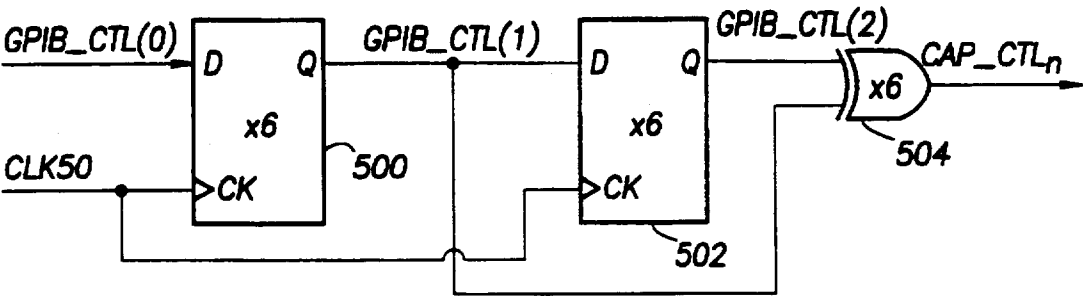 GPIB_CTL(0)
D
Q
x6
CK
500
GPIB_CTL(1)
CLK50
D
Q
x6
CK
502
GPIB_CTL(2)
x6
504
CAP_CTLn